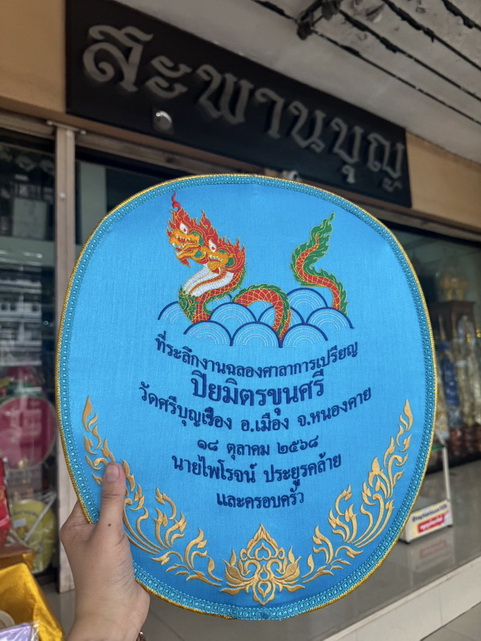 สะพานบุญ
ที่ระลึกงานฉลองศาลาการเปรียญ
ปิยมิตรขุนศรี
วัดศรีบุญเรือง อ.เมือง จ.หนองคาย
๑๘ ตุลาคม ๒๕๖๘
นายไพโรจน์ ประยูรคล้าย
และครอบครัว